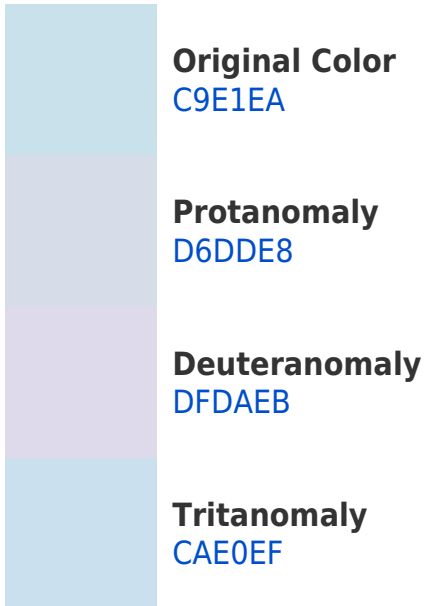 Original Color
C9E1EA
Protanomaly
D6DDE8
Deuteranomaly
DFDAEB
Tritanomaly
CAE0EF